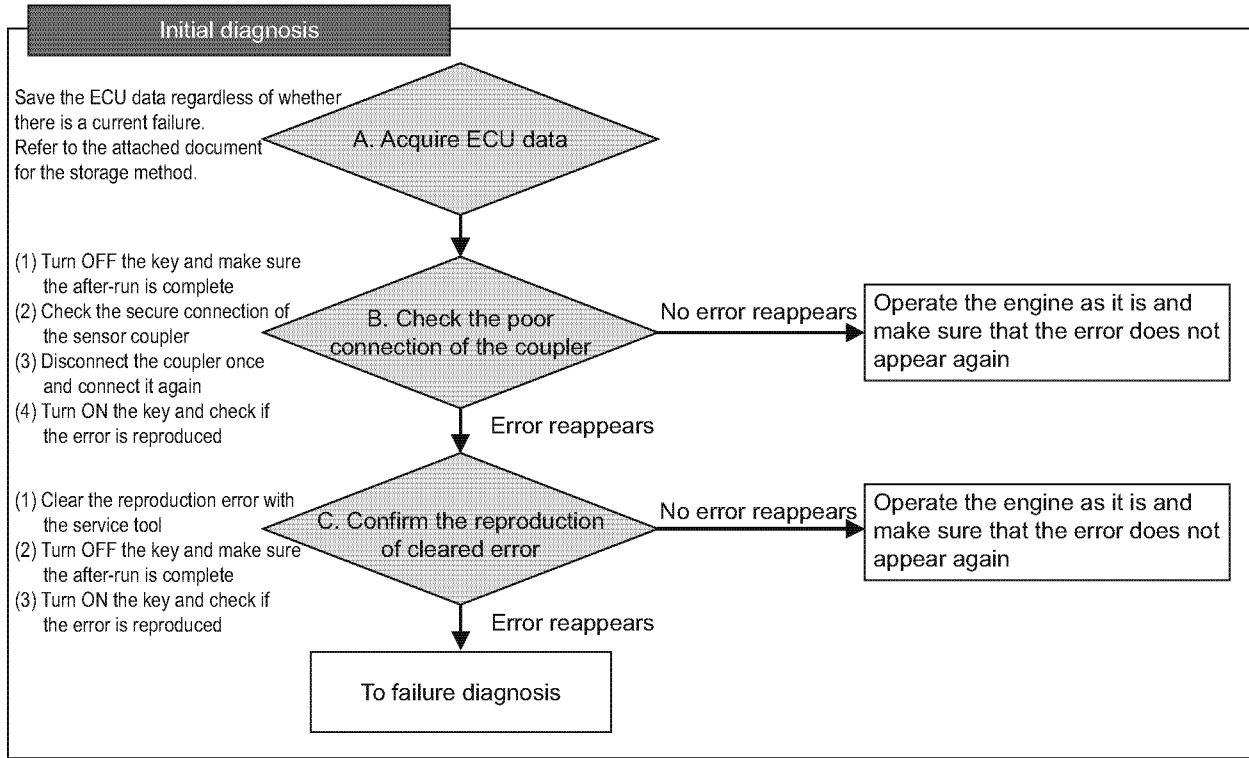 Initial diagnosis
Save the ECU data regardless of whether
there is a current failure.
Refer to the attached document
for the storage method.
A. Acquire ECU data
(1) Turn OFF the key and make sure
the after-run is complete
(2) Check the secure connection of
the sensor coupler
(3) Disconnect the coupler once
and connect it again
(4) Turn ON the key and check if
the error is reproduced
B. Check the poor
connection of the coupler
No error reappears
Operate the engine as it is and
make sure that the error does not
appear again
Error reappears
(1) Clear the reproduction error with
the service tool
(2) Turn OFF the key and make sure
the after-run is complete
(3) Turn ON the key and check if
the error is reproduced
C. Confirm the reproduction
of cleared error
No error reappears
Operate the engine as it is and
make sure that the error does not
appear again
Error reappears
To failure diagnosis